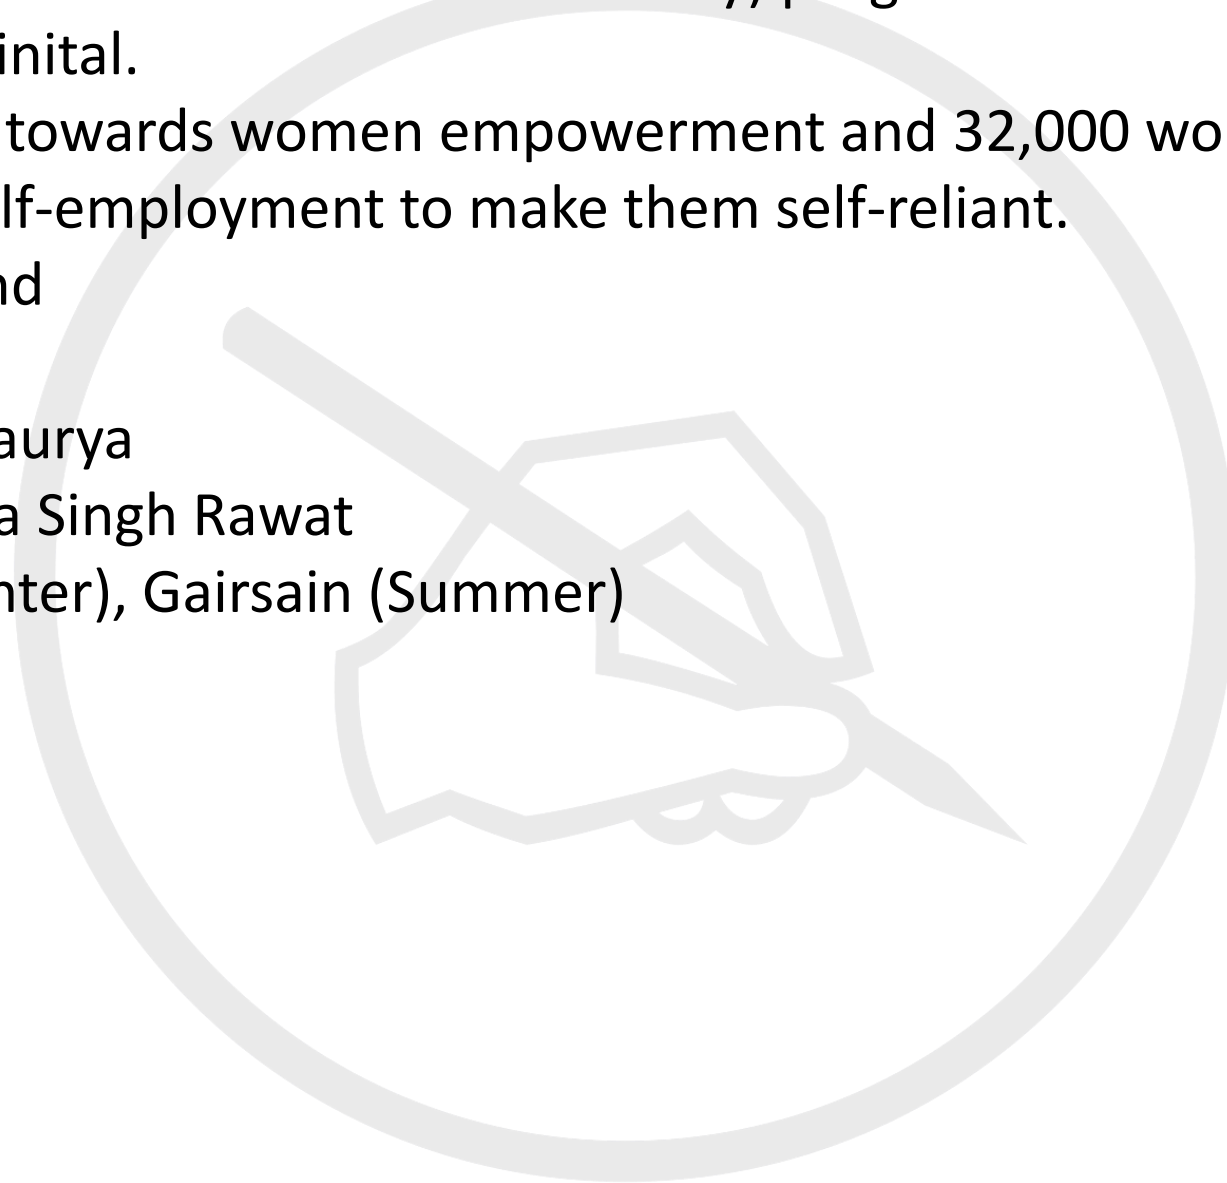 inital.
towards women empowerment and 32,000 wo
lf-employment to make them self-reliant.
nd
aurya
a Singh Rawat
nter), Gairsain (Summer)